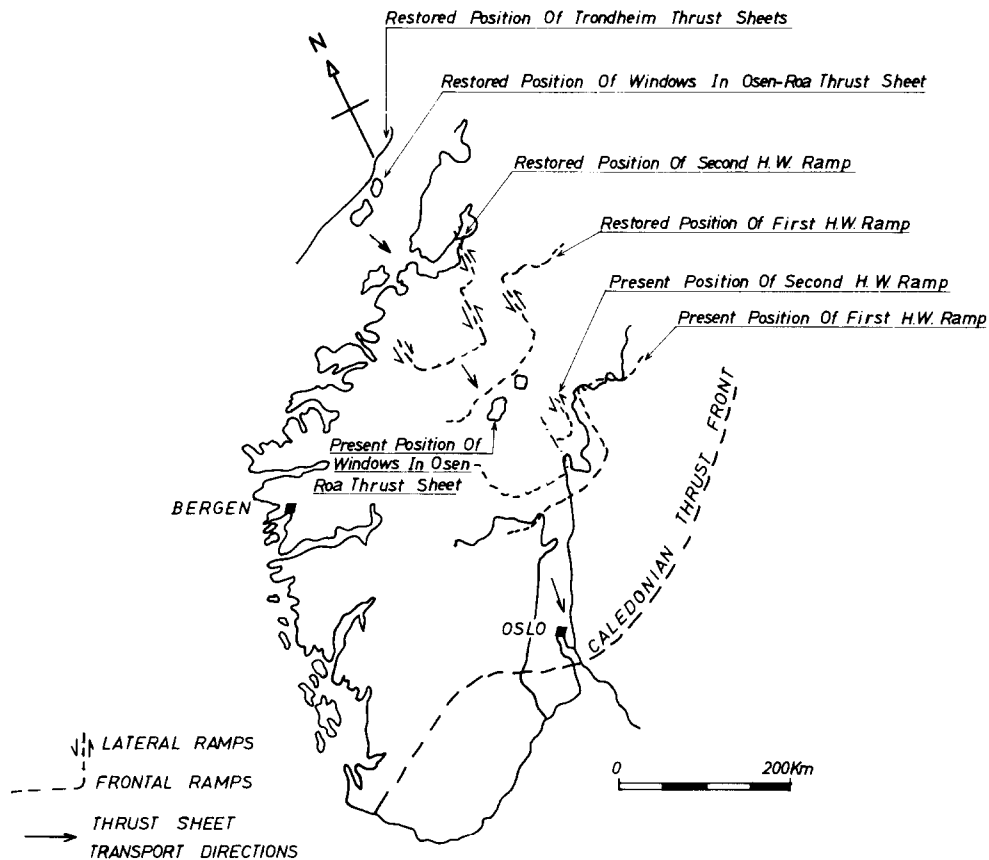 Restored Position Of Trondheim Thrust Sheets
N
Restored Position Of Windows In Osen-Roa Thrust Sheet
Restored Position Of Second H.W. Ramp
Restored Position Of First H.W. Ramp
Present Position Of Second H.W. Ramp
Present Position Of First H.W. Ramp
Present Position Of
Windows In Osen-
Roa Thrust Sheet
BERGEN
CALEDONIAN THRUST FRONT
OSLO
LATERAL RAMPS
FRONTAL RAMPS
THRUST SHEET
TRANSPORT DIRECTIONS
0 200Km